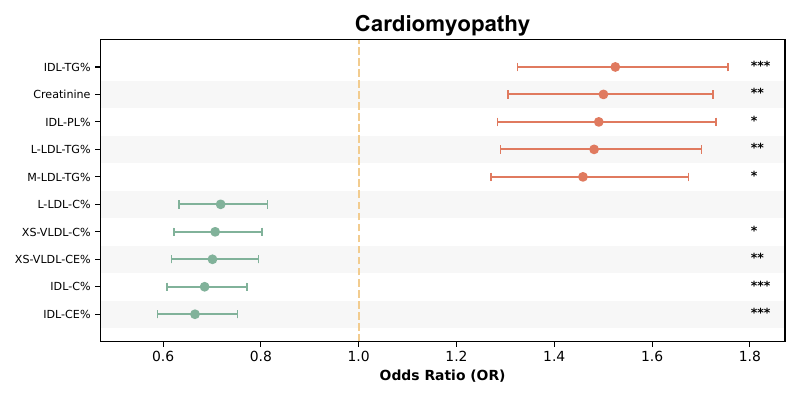 Cardiomyopathy
IDL-TG% ***
Creatinine **
IDL-PL% *
L-LDL-TG% **
M-LDL-TG% *
L-LDL-C%
XS-VLDL-C% *
XS-VLDL-CE% **
IDL-C% ***
IDL-CE% ***
0.6 0.8 1.0 1.2 1.4 1.6 1.8
Odds Ratio (OR)